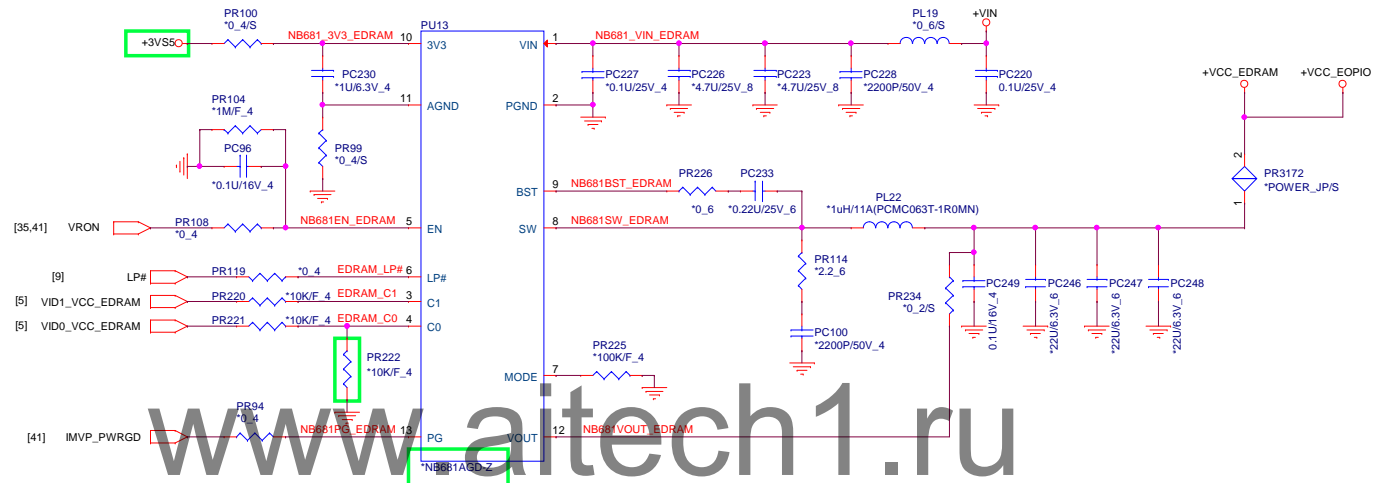 PR100
*0_4/S
+3VS5
NB681_3V3_EDRAM
10
PU13
3V3
VIN
1
NB681_VIN_EDRAM
PL19
*0_6/S
+VIN
PC230
*1U/6.3V_4
PC227
*0.1U/25V_4
PC226
*4.7U/25V_8
PC223
*4.7U/25V_8
PC228
*2200P/50V_4
PC220
0.1U/25V_4
+VCC_EDRAM
+VCC_EOPIO
11
AGND
PGND
2
PR104
*1M/F_4
PC96
*0.1U/16V_4
PR99
*0_4/S
2
PR3172
*POWER_JP/S
1
BST
9
NB681BST_EDRAM
PR226
*0_6
PC233
*0.22U/25V_6
PL22
*1uH/11A(PCMC063T-1R0MN)
[35,41]
VRON
PR108
*0_4
NB681EN_EDRAM
5
EN
SW
8
NB681SW_EDRAM
[9]
LP#
PR119
*0_4
EDRAM_LP#
6
LP#
PR114
*2.2_6
[5]
VID1_VCC_EDRAM
PR220
*10K/F_4
EDRAM_C1
3
C1
[5]
VID0_VCC_EDRAM
PR221
*10K/F_4
EDRAM_C0
4
C0
PR234
*0_2/S
PC249
0.1U/16V_4
PC246
*22U/6.3V_6
PC247
*22U/6.3V_6
PC248
*22U/6.3V_6
PC100
*2200P/50V_4
PR222
*10K/F_4
PR225
*100K/F_4
MODE
7
[41]
IMVP_PWRGD
PR94
*0_4
NB681PG_EDRAM
13
PG
VOUT
12
NB681VOUT_EDRAM
*NB681AGD-Z
www.aitech1.ru